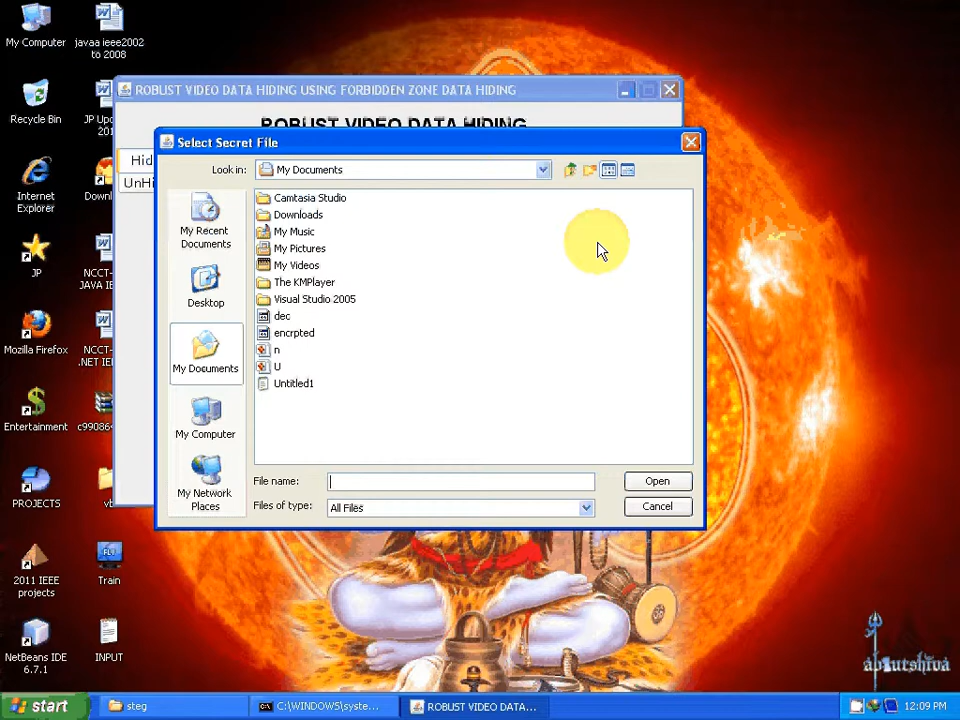 My Computer
javaa ieee2002
to 2008
Recycle Bin
JP Up
201
Internet
Explorer
Downl
JP
NCCT-
JAVA IE
Mozilla Firefox
NCCT-
.NET IE
Entertainment
c99086
PROJECTS
vb
2011 IEEE
projects
Train
NetBeans IDE
6.7.1
INPUT
ROBUST VIDEO DATA HIDING USING FORBIDDEN ZONE DATA HIDING
ROBUST VIDEO DATA HIDING
Hid
UnHi
Select Secret File
Look in:
My Documents
My Recent
Documents
Desktop
My Documents
My Computer
My Network
Places
Camtasia Studio
Downloads
My Music
My Pictures
My Videos
The KMPlayer
Visual Studio 2005
dec
encrpted
n
U
Untitled1
File name:
Open
Files of type:
All Files
Cancel
start
steg
C:\WINDOWS\syste...
ROBUST VIDEO DATA...
12:09 PM